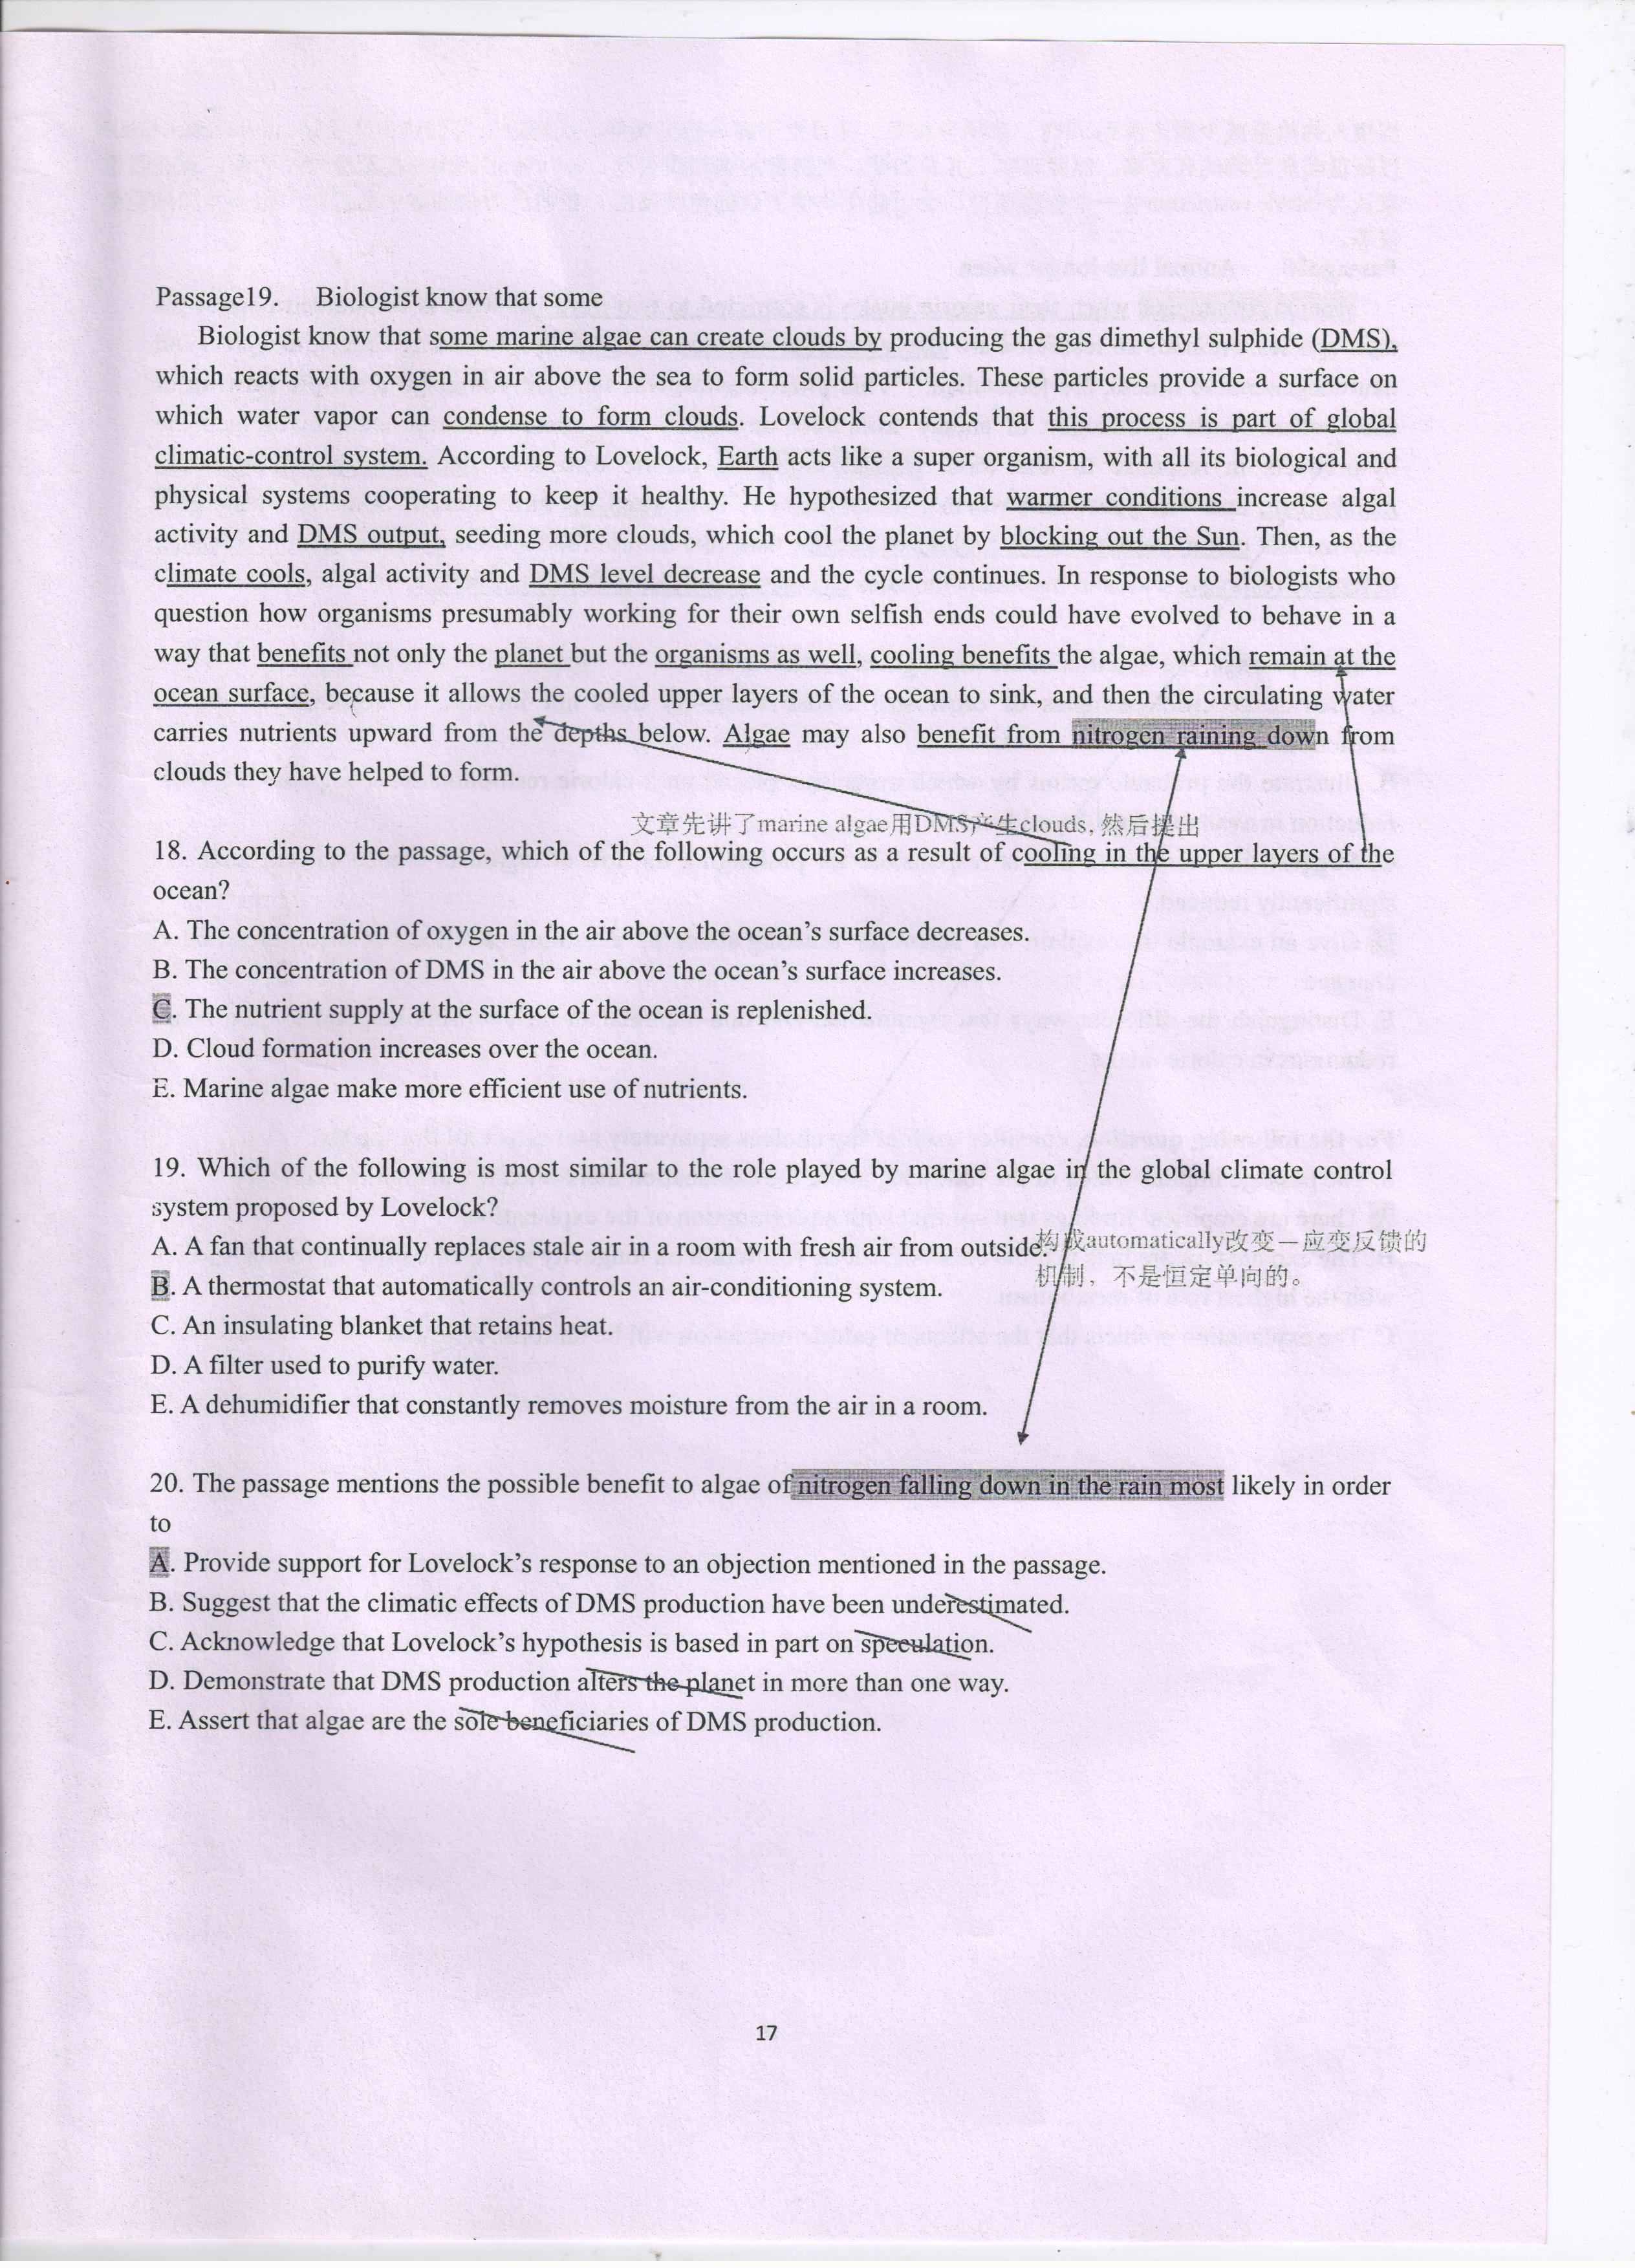 Passage19. Biologist know that some
Biologist know that some marine algae can create clouds by producing the gas dimethyl sulphide (DMS),
which reacts with oxygen in air above the sea to form solid particles. These particles provide a surface on
which water vapor can condense to form clouds. Lovelock contends that this process is part of global
climatic-control system. According to Lovelock, Earth acts like a super organism, with all its biological and
physical systems cooperating to keep it healthy. He hypothesized that warmer conditions increase algal
activity and DMS output, seeding more clouds, which cool the planet by blocking out the Sun. Then, as the
climate cools, algal activity and DMS level decrease and the cycle continues. In response to biologists who
question how organisms presumably working for their own selfish ends could have evolved to behave in a
way that benefits not only the planet but the organisms as well, cooling benefits the algae, which remain at the
ocean surface, because it allows the cooled upper layers of the ocean to sink, and then the circulating water
carries nutrients upward from the depths below. Algae may also benefit from nitrogen raining down from
clouds they have helped to form.
文章先讲了marine algae用DMS产生clouds, 然后提出
18. According to the passage, which of the following occurs as a result of cooling in the upper layers of the
ocean?
A. The concentration of oxygen in the air above the ocean's surface decreases.
B. The concentration of DMS in the air above the ocean's surface increases.
C. The nutrient supply at the surface of the ocean is replenished.
D. Cloud formation increases over the ocean.
E. Marine algae make more efficient use of nutrients.
19. Which of the following is most similar to the role played by marine algae in the global climate control
system proposed by Lovelock?
A. A fan that continually replaces stale air in a room with fresh air from outside.
构成automatically改变－应变反馈的
B. A thermostat that automatically controls an air-conditioning system.
机制，不是恒定单向的。
C. An insulating blanket that retains heat.
D. A filter used to purify water.
E. A dehumidifier that constantly removes moisture from the air in a room.
20. The passage mentions the possible benefit to algae of nitrogen falling down in the rain most likely in order
to
A. Provide support for Lovelock's response to an objection mentioned in the passage.
B. Suggest that the climatic effects of DMS production have been underestimated.
C. Acknowledge that Lovelock's hypothesis is based in part on speculation.
D. Demonstrate that DMS production alters the planet in more than one way.
E. Assert that algae are the sole beneficiaries of DMS production.
17